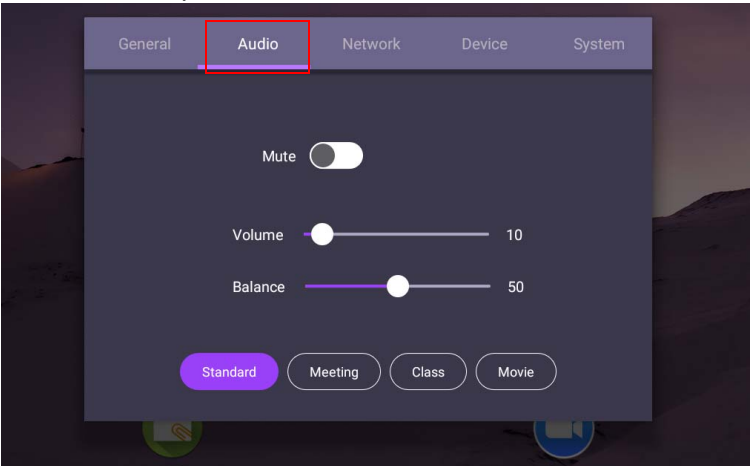 General Audio Network Device System
Mute
Volume 10
Balance 50
Standard Meeting Class Movie